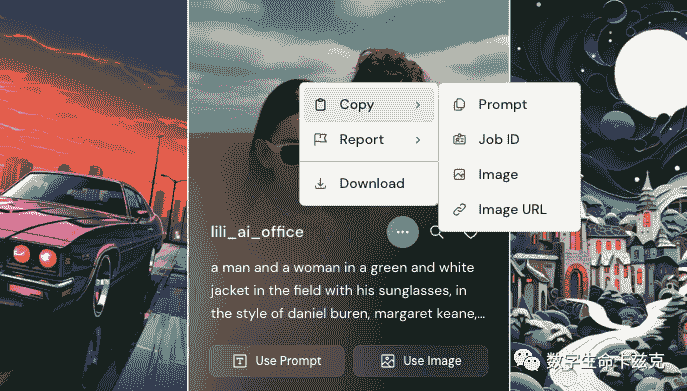 Copy
Report
Download
Prompt
Job ID
Image
Image URL
lili_ai_office
a man and a woman in a green and white
jacket in the field with his sunglasses, in
the style of daniel buren, margaret keane,...
Use Prompt
Use Image
数字生命卡兹克